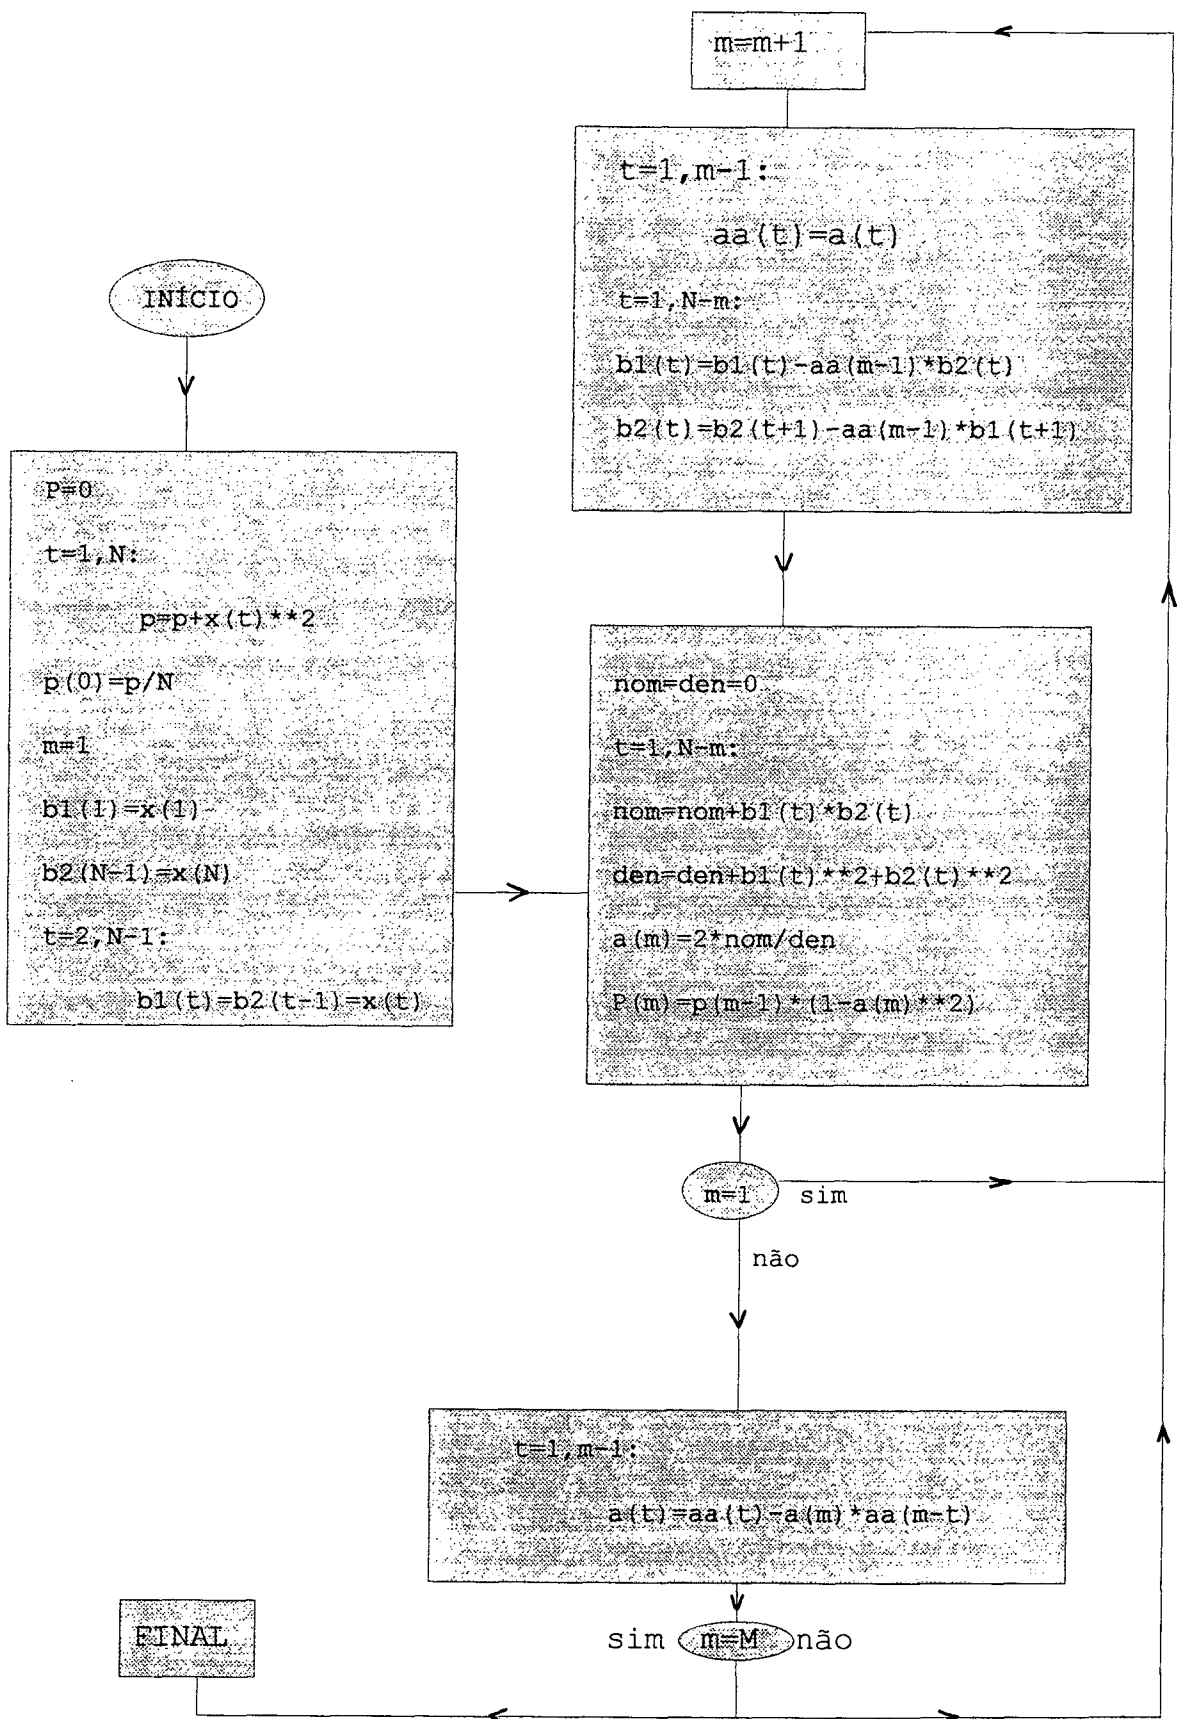 INÍCIO
P=0
t=1,N:
p=p+x(t)**2
p(0)=p/N
m=1
b1(1)=x(1)
b2(N-1)=x(N)
t=2,N-1:
b1(t)=b2(t-1)=x(t)
m=m+1
t=1,m-1:
aa(t)=a(t)
t=1,N-m:
b1(t)=b1(t)-aa(m-1)*b2(t)
b2(t)=b2(t+1)-aa(m-1)*b1(t+1)
nom=den=0
t=1,N-m:
nom=nom+b1(t)*b2(t)
den=den+b1(t)**2+b2(t)**2
a(m)=2*nom/den
P(m)=p(m-1)*(1-a(m)**2)
m=1 sim
não
t=1,m-1:
a(t)=aa(t)-a(m)*aa(m-t)
sim m=M não
FINAL